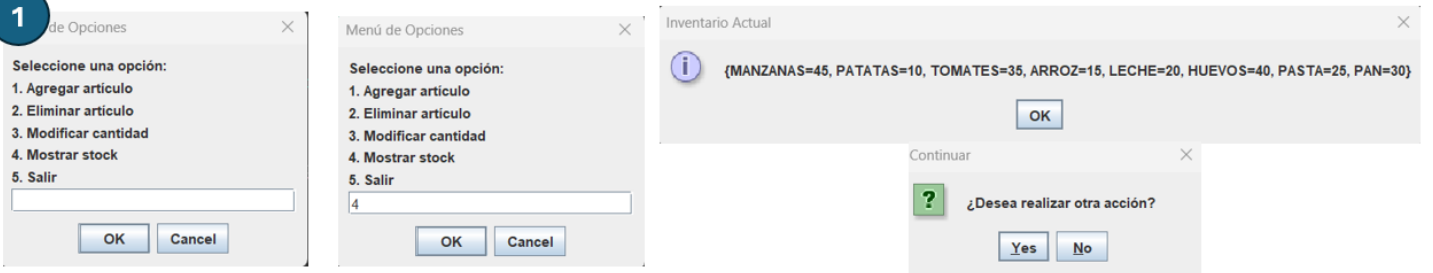 1
de Opciones
Seleccione una opción:
1. Agregar artículo
2. Eliminar artículo
3. Modificar cantidad
4. Mostrar stock
5. Salir
OK Cancel
Menú de Opciones
Seleccione una opción:
1. Agregar artículo
2. Eliminar artículo
3. Modificar cantidad
4. Mostrar stock
5. Salir
4
OK Cancel
Inventario Actual
{MANZANAS=45, PATATAS=10, TOMATES=35, ARROZ=15, LECHE=20, HUEVOS=40, PASTA=25, PAN=30}
OK
Continuar
¿Desea realizar otra acción?
Yes No